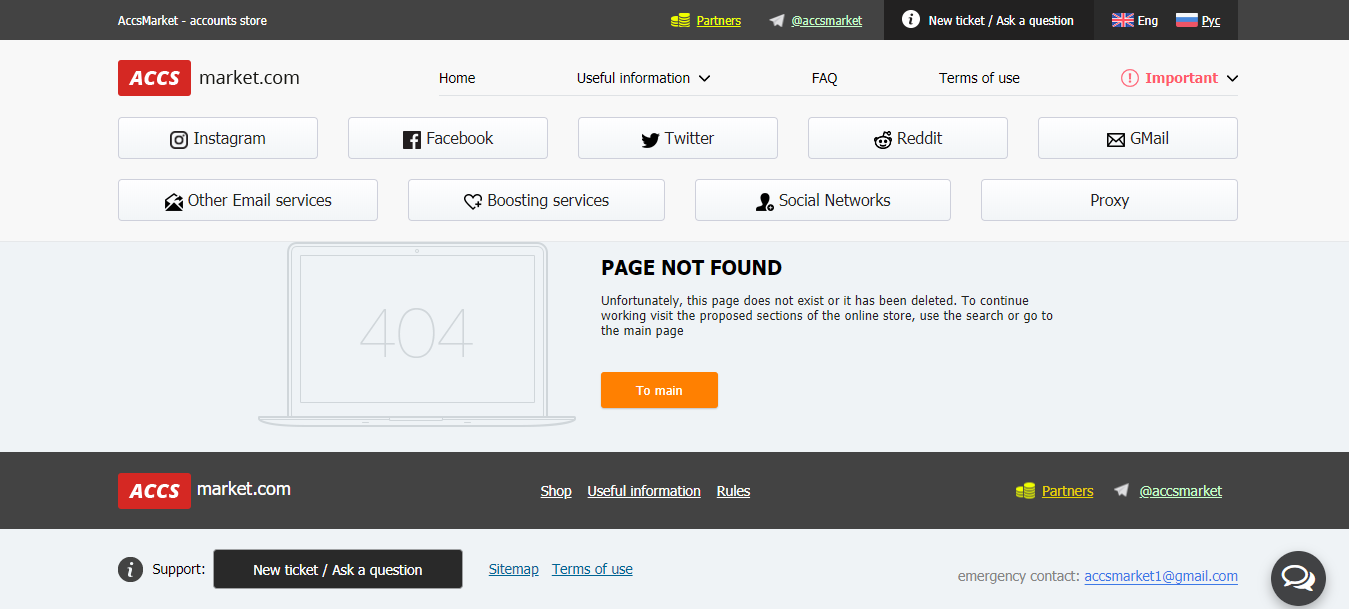 AccsMarket - accounts store
Partners
@accsmarket
New ticket / Ask a question
Eng
Рус
ACCS market.com
Home
Useful information
FAQ
Terms of use
Important
Instagram
Facebook
Twitter
Reddit
GMail
Other Email services
Boosting services
Social Networks
Proxy
404
PAGE NOT FOUND
Unfortunately, this page does not exist or it has been deleted. To continue
working visit the proposed sections of the online store, use the search or go to
the main page
To main
ACCS market.com
Shop
Useful information
Rules
Partners
@accsmarket
Support:
New ticket / Ask a question
Sitemap
Terms of use
emergency contact: accsmarket1@gmail.com